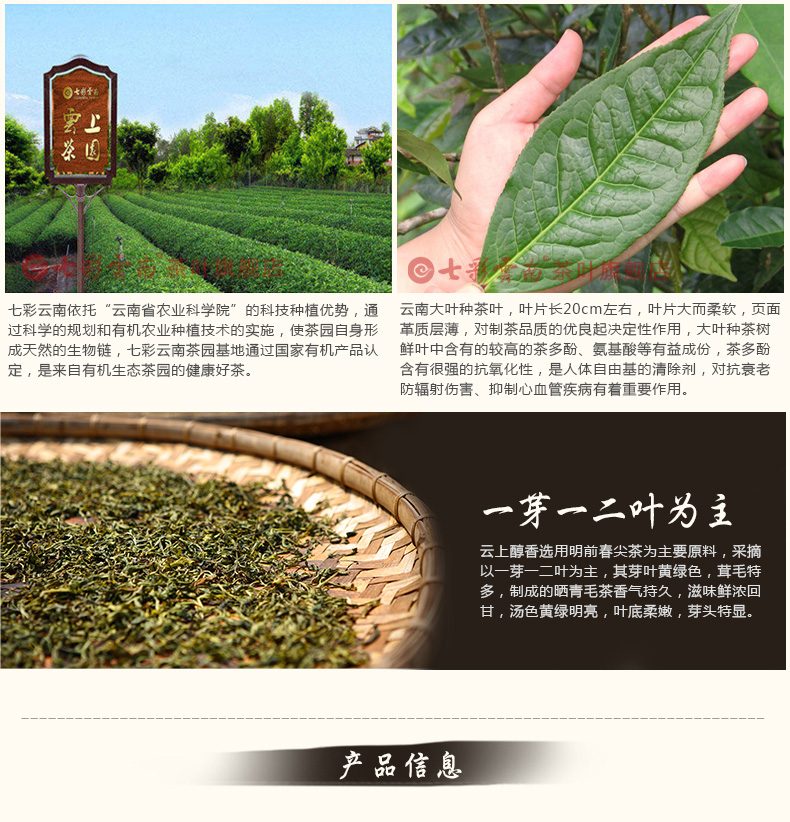 七彩雲南
雲上
茶園
七彩云南®茶叶旗舰店
七彩云南®茶叶旗舰店
七彩云南依托“云南省农业科学院”的科技种植优势，通
过科学的规划和有机农业种植技术的实施，使茶园自身形
成天然的生物链，七彩云南茶园基地通过国家有机产品认
定，是来自有机生态茶园的健康好茶。
云南大叶种茶叶，叶片长20cm左右，叶片大而柔软，页面
革质层薄，对制茶品质的优良起决定性作用，大叶种茶树
鲜叶中含有的较高的茶多酚、氨基酸等有益成份，茶多酚
含有很强的抗氧化性，是人体自由基的清除剂，对抗衰老
防辐射伤害、抑制心血管疾病有着重要作用。
一芽一二叶为主
云上醇香选用明前春尖茶为主要原料，采摘
以一芽一二叶为主，其芽叶黄绿色，茸毛特
多，制成的晒青毛茶香气持久，滋味鲜浓回
甘，汤色黄绿明亮，叶底柔嫩，芽头特显。
产品信息